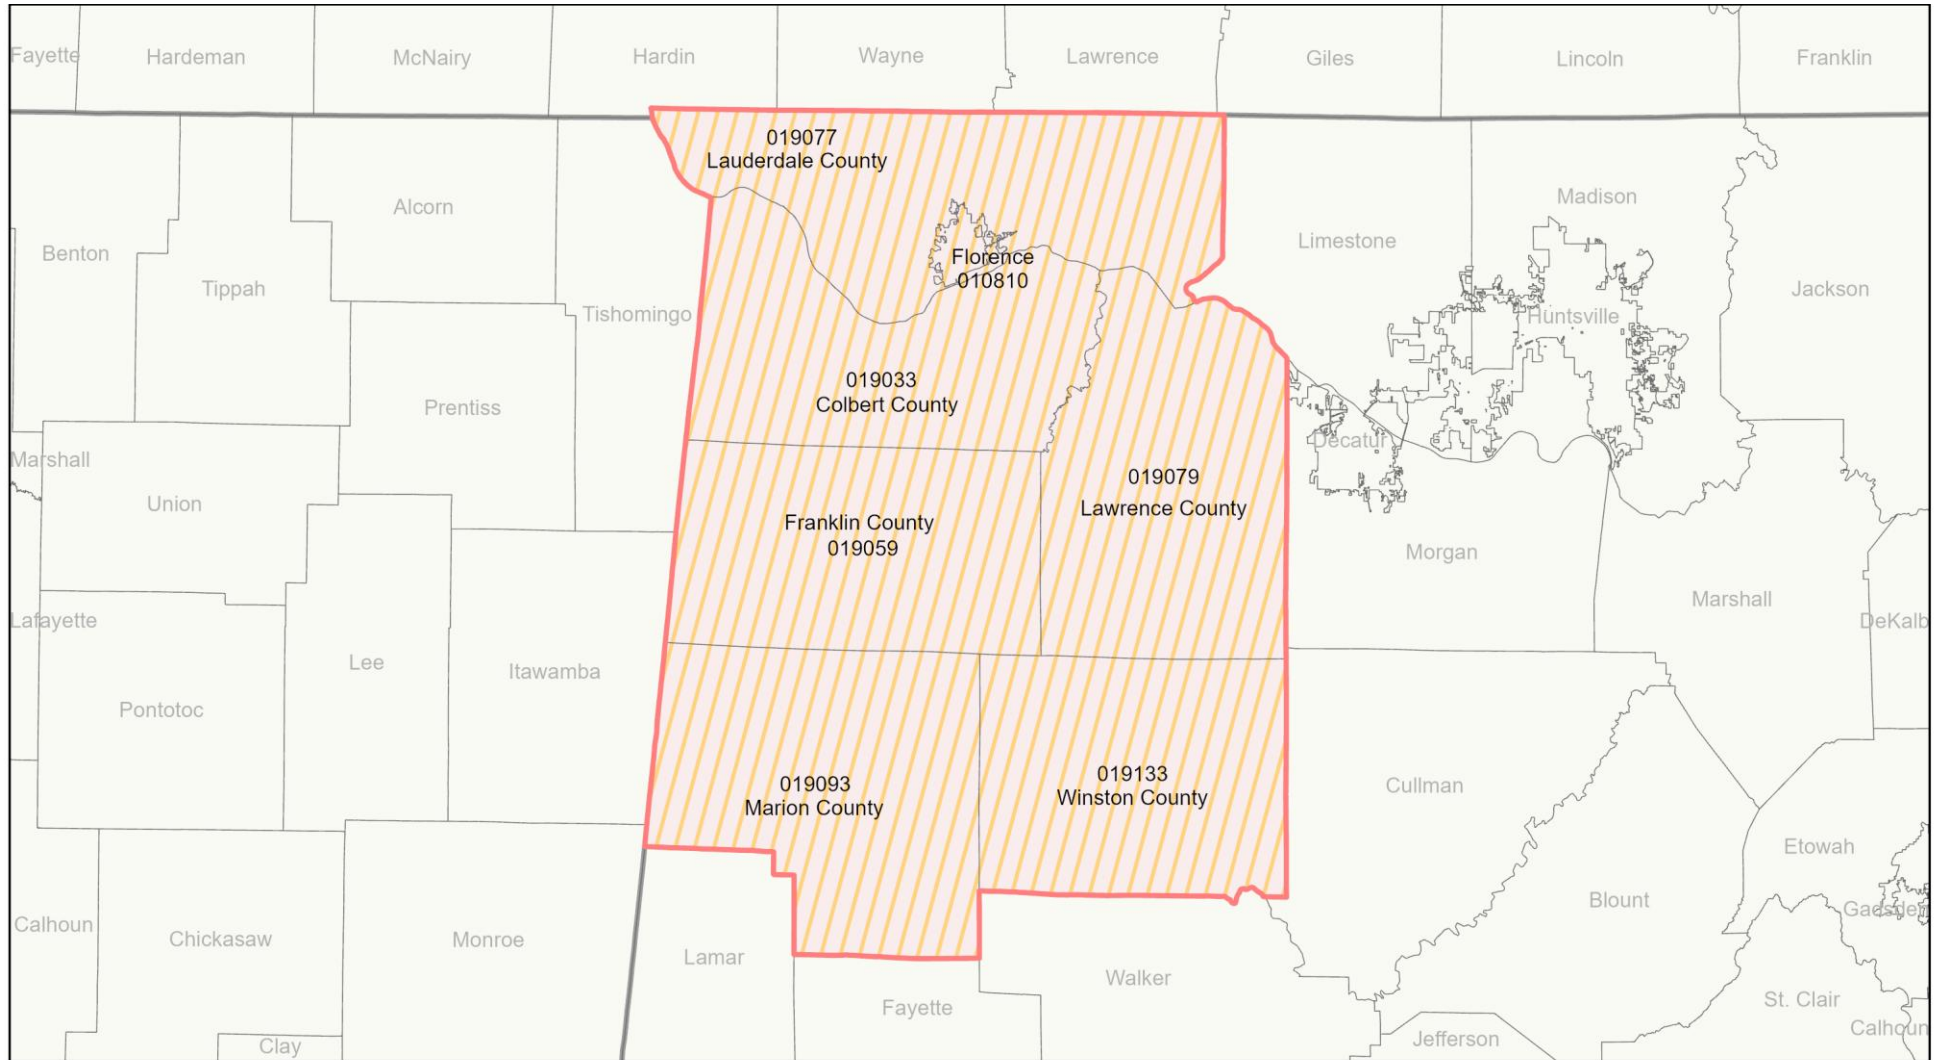 Fayette
Hardeman
McNairy
Hardin
Wayne
Lawrence
Giles
Lincoln
Franklin
019077
Lauderdale County
Alcorn
Madison
Benton
Tippah
Tishomingo
Florence
010810
Limestone
Jackson
Huntsville
019033
Colbert County
Prentiss
Decatur
Marshall
Union
019079
Lawrence County
Franklin County
019059
Morgan
Marshall
Lafayette
Lee
Itawamba
DeKalb
Pontotoc
019093
Marion County
019133
Winston County
Cullman
Etowah
Calhoun
Chickasaw
Monroe
Lamar
Blount
Gadsden
Walker
Fayette
St. Clair
Calhoun
Clay
Jefferson